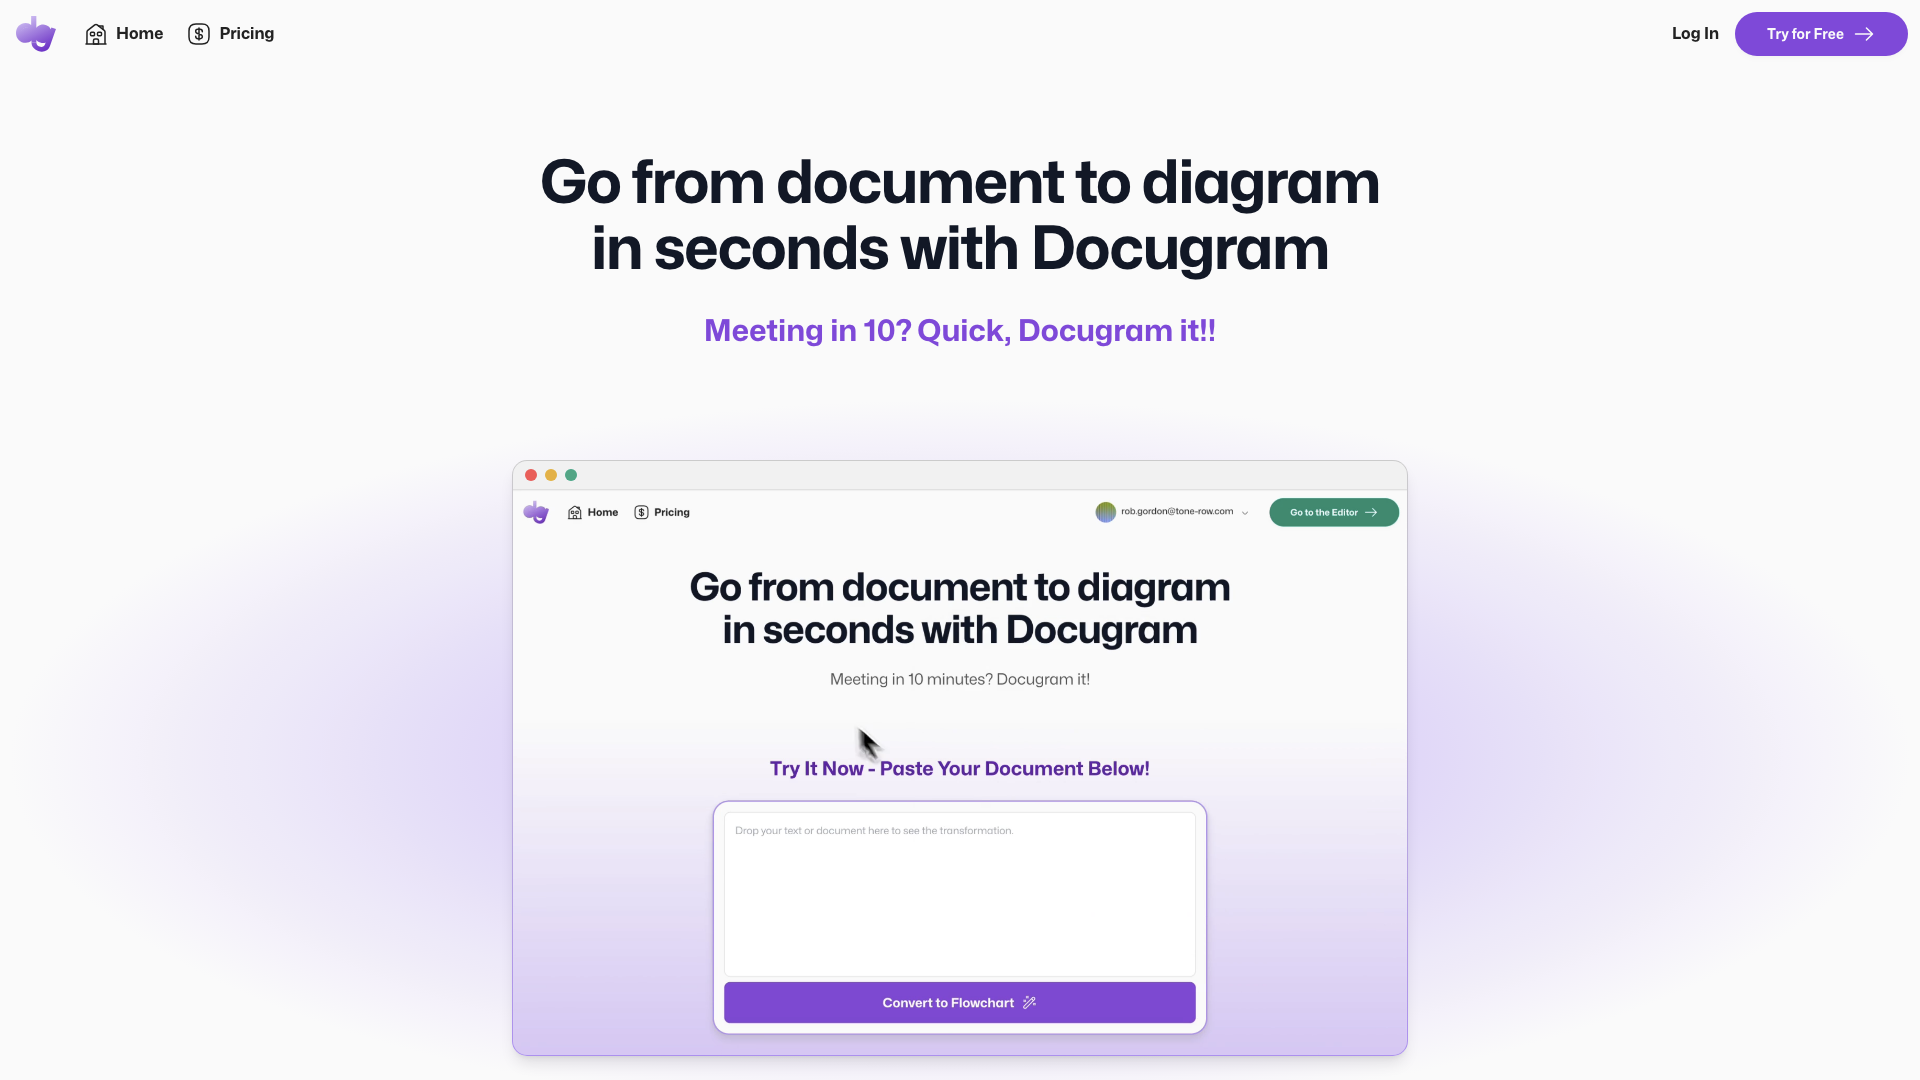 Home
Pricing
Log In
Try for Free
Go from document to diagram
in seconds with Docugram
Meeting in 10? Quick, Docugram it!!
Home
Pricing
rob.gordon@tone-row.com
Go to the Editor
Go from document to diagram
in seconds with Docugram
Meeting in 10 minutes? Docugram it!
Try It Now - Paste Your Document Below!
Drop your text or document here to see the transformation.
Convert to Flowchart